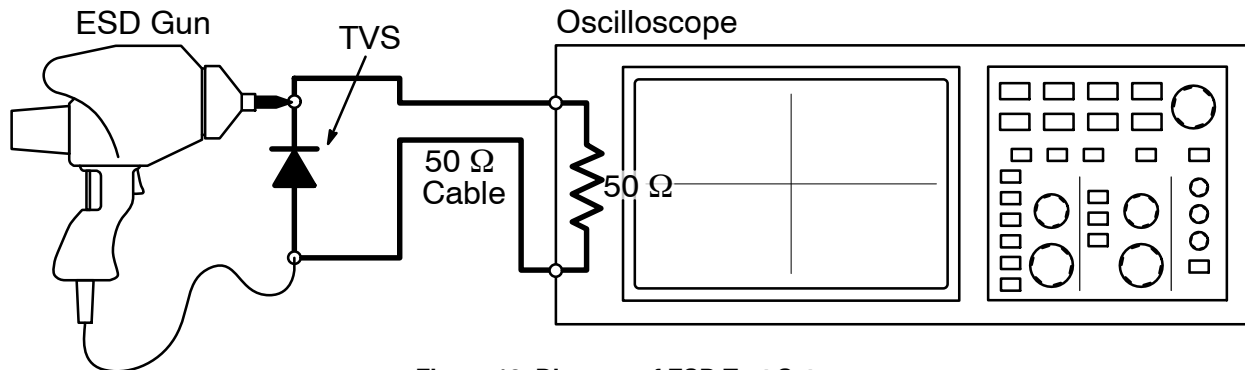 ESD Gun
TVS
Oscilloscope
50 Ω
Cable
50 Ω